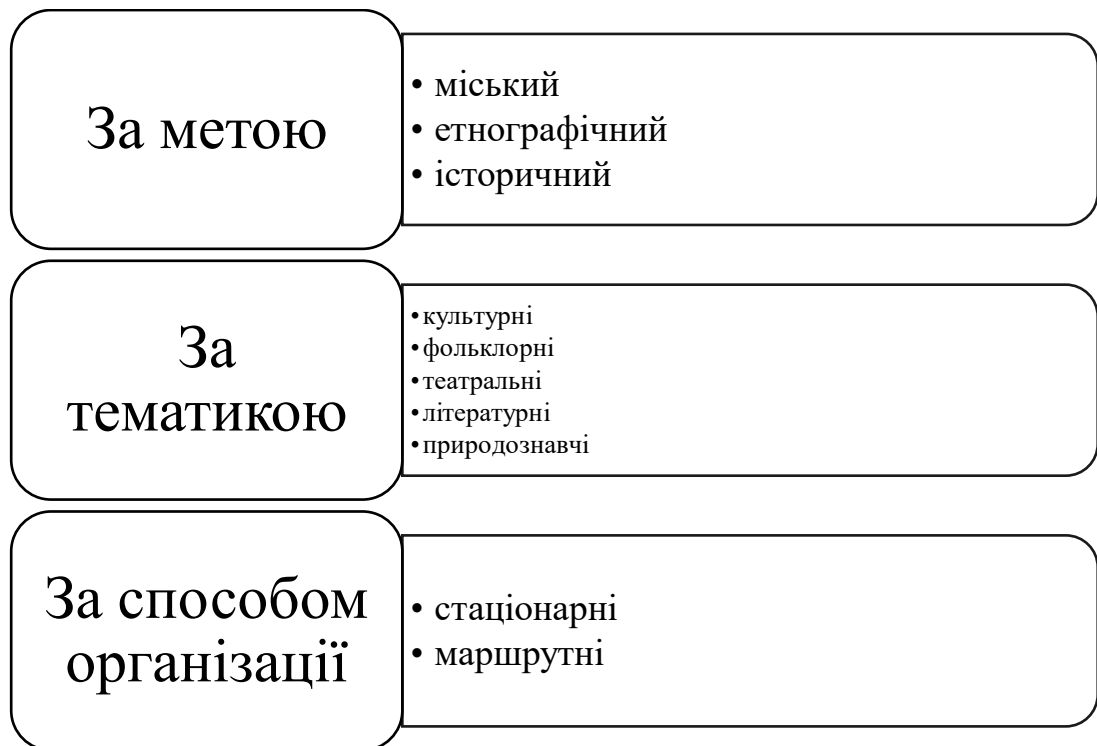 За метою
• міський
• етнографічний
• історичний
За
тематикою
• культурні
• фольклорні
• театральні
• літературні
• природознавчі
За способом
організації
• стаціонарні
• маршрутні